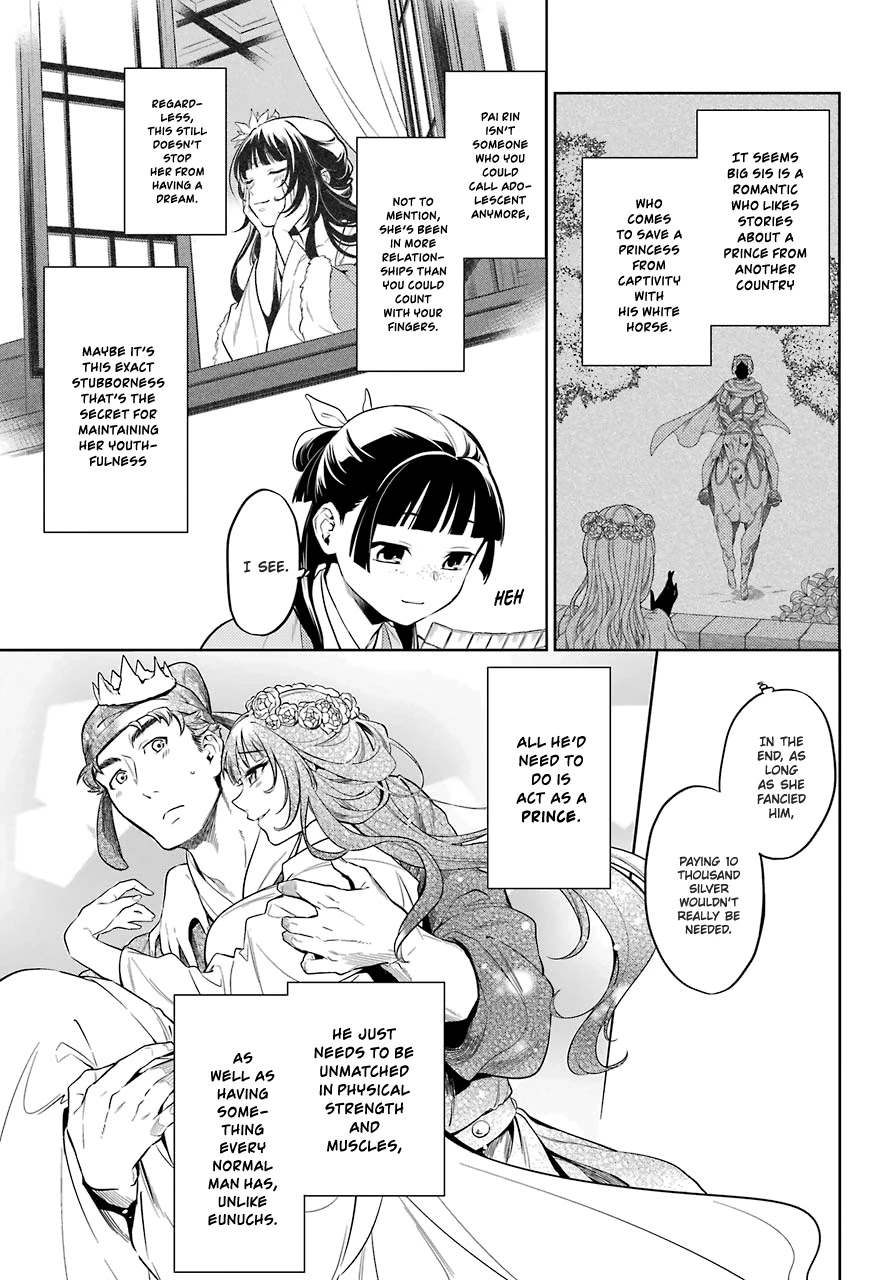 IT SEEMS
BIG SIS IS A
ROMANTIC
WHO LIKES
STORIES
ABOUT A
PRINCE FROM
ANOTHER
COUNTRY
WHO
COMES
TO SAVE A
PRINCESS
FROM
CAPTIVITY
WITH
HIS WHITE
HORSE.
PAI RIN
ISN'T
SOMEONE
WHO YOU
COULD
CALL ADO-
LESCENT
ANYMORE,
NOT TO
MENTION,
SHE'S BEEN
IN MORE
RELATION-
SHIPS THAN
YOU COULD
COUNT
WITH YOUR
FINGERS.
REGARD-
LESS,
THIS STILL
DOESN'T
STOP
HER FROM
HAVING A
DREAM.
MAYBE IT'S
THIS EXACT
STUBBORNESS
THAT'S THE
SECRET FOR
MAINTAINING
HER YOUTH-
FULNESS
HEH
I SEE.
IN THE
END, AS
LONG
AS SHE
FANCIED
HIM,
PAYING 10
THOUSAND
SILVER
WOULDN'T
REALLY BE
NEEDED.
ALL HE'D
NEED TO
DO IS
ACT AS A
PRINCE.
HE JUST
NEEDS TO BE
UNMATCHED
IN PHYSICAL
STRENGTH
AND
MUSCLES,
AS
WELL AS
HAVING
SOME-
THING
EVERY
NORMAL
MAN HAS,
UNLIKE
EUNUCHS.